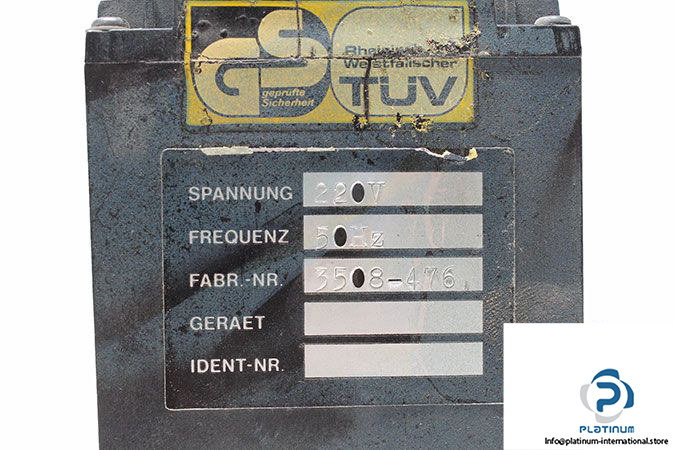 GS
geprüfte
Sicherheit
Rheinisch
Westfälischer
TÜV
SPANNUNG 220V
FREQUENZ 50Hz
FABR.-NR. 3508-476
GERAET
IDENT-NR.
PLATINUM
Info@platinum-international.store